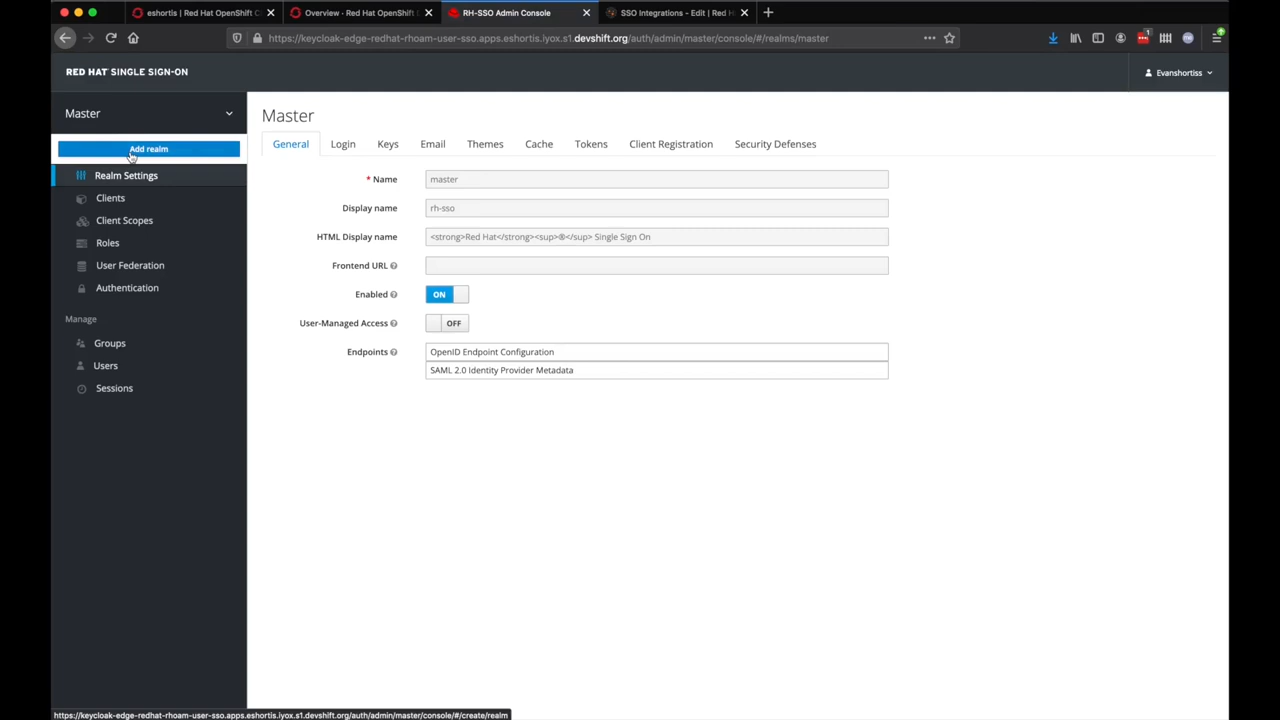 eshortis | Red Hat OpenShift C
Overview · Red Hat OpenShift
RH-SSO Admin Console
SSO Integrations - Edit | Red H
https://keycloak-edge-redhat-rhoam-user-sso.apps.eshortis.iyox.s1.devshift.org/auth/admin/master/console/#/realms/master
1
RED HAT SINGLE SIGN-ON
Evanshortiss
Master
Add realm
Realm Settings
Clients
Client Scopes
Roles
User Federation
Authentication
Manage
Groups
Users
Sessions
Master
General
Login
Keys
Email
Themes
Cache
Tokens
Client Registration
Security Defenses
* Name
master
Display name
rh-sso
HTML Display name
<strong>Red Hat</strong><sup>®</sup> Single Sign On
Frontend URL
Enabled
ON
User-Managed Access
OFF
Endpoints
OpenID Endpoint Configuration
SAML 2.0 Identity Provider Metadata
https://keycloak-edge-redhat-rhoam-user-sso.apps.eshortis.iyox.s1.devshift.org/auth/admin/master/console/#/create/realm